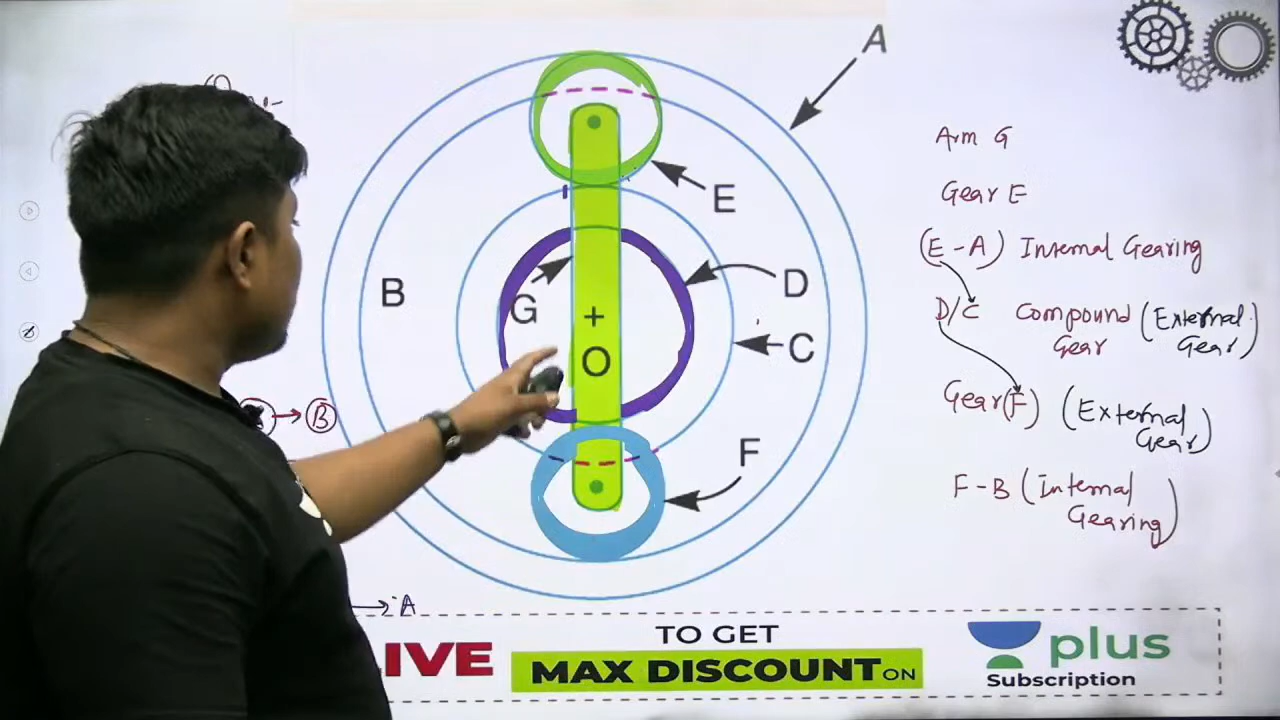 A
E
B
D
G
+
O
C
F
→ B
→ A
Arm G
Gear E
(E - A) Internal Gearing
D/C Compound Gear (External Gear)
Gear (F) (External Gear)
F - B (Internal Gearing)
IVE
TO GET
MAX DISCOUNT ON
plus
Subscription